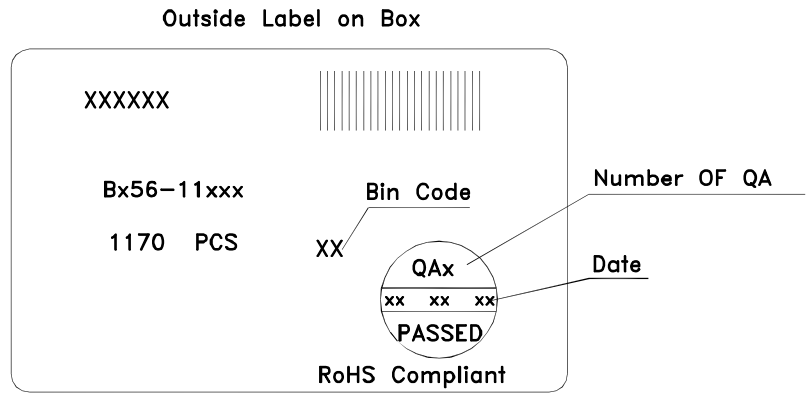 Outside Label on Box
XXXXXX
Bx56-11xxx
Bin Code
Number OF QA
1170 PCS
XX
QAx
Date
xx xx xx
PASSED
RoHS Compliant